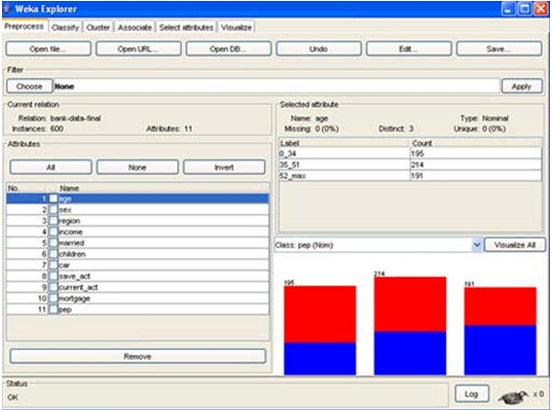 Weka Explorer
Preprocess Classify Cluster Associate Select attributes Visualize
Open file... Open URL... Open DB... Undo Edit... Save...
Filter
Choose None Apply
Current relation
Relation: bank-data-final
Instances: 600 Attributes: 11
Selected attribute
Name: age Type: Nominal
Missing: 0 (0%) Distinct: 3 Unique: 0 (0%)
Label Count
0_34 195
35_51 214
52_max 191
Attributes
All None Invert
No. Name
1 age
2 sex
3 region
4 income
5 married
6 children
7 car
8 save_act
9 current_act
10 mortgage
11 pep
Remove
Class: pep (Nom) Visualize All
195 214 191
Status
OK
Log x 0